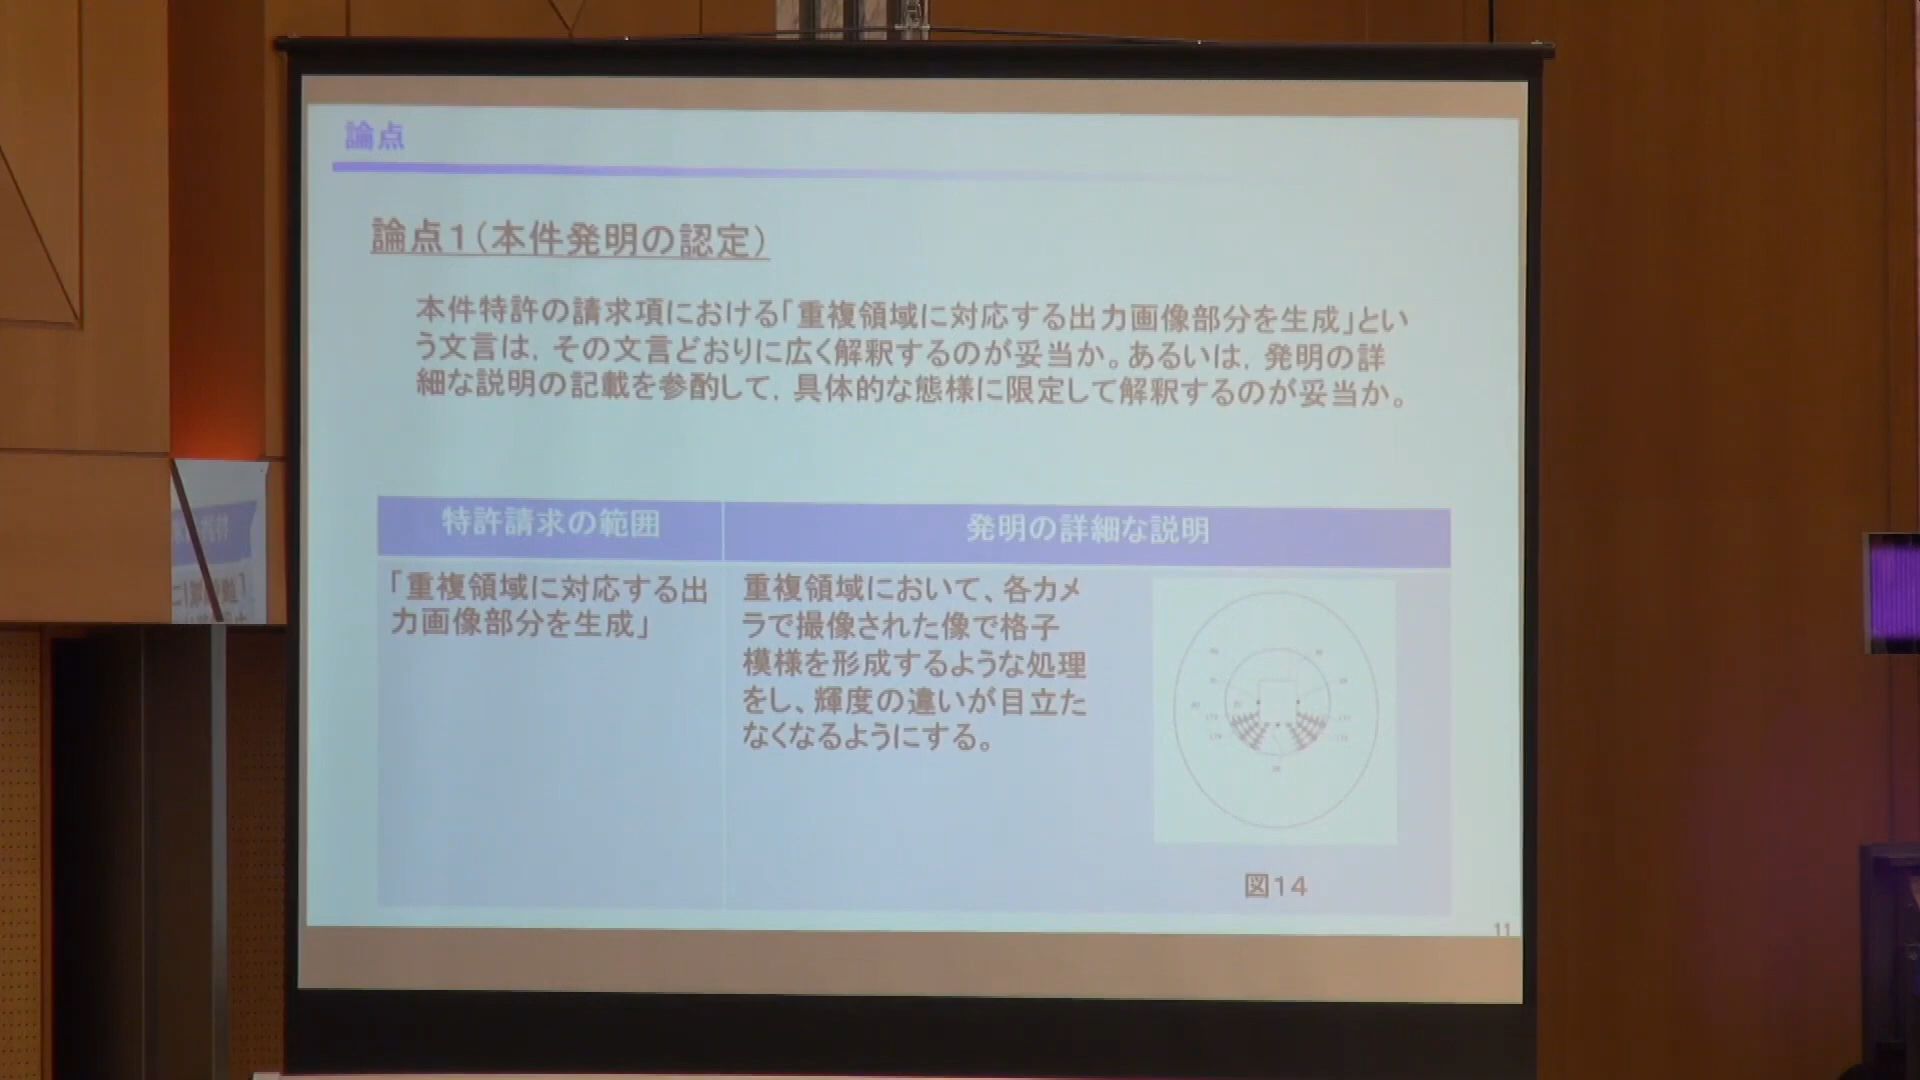 論点
論点１（本件発明の認定）
本件特許の請求項における「重複領域に対応する出力画像部分を生成」とい
う文言は，その文言どおりに広く解釈するのが妥当か。あるいは，発明の詳
細な説明の記載を参酌して，具体的な態様に限定して解釈するのが妥当か。
特許請求の範囲
発明の詳細な説明
「重複領域に対応する出
力画像部分を生成」
重複領域において、各カメ
ラで撮像された像で格子
模様を形成するような処理
をし、輝度の違いが目立た
なくなるようにする。
図１４
11